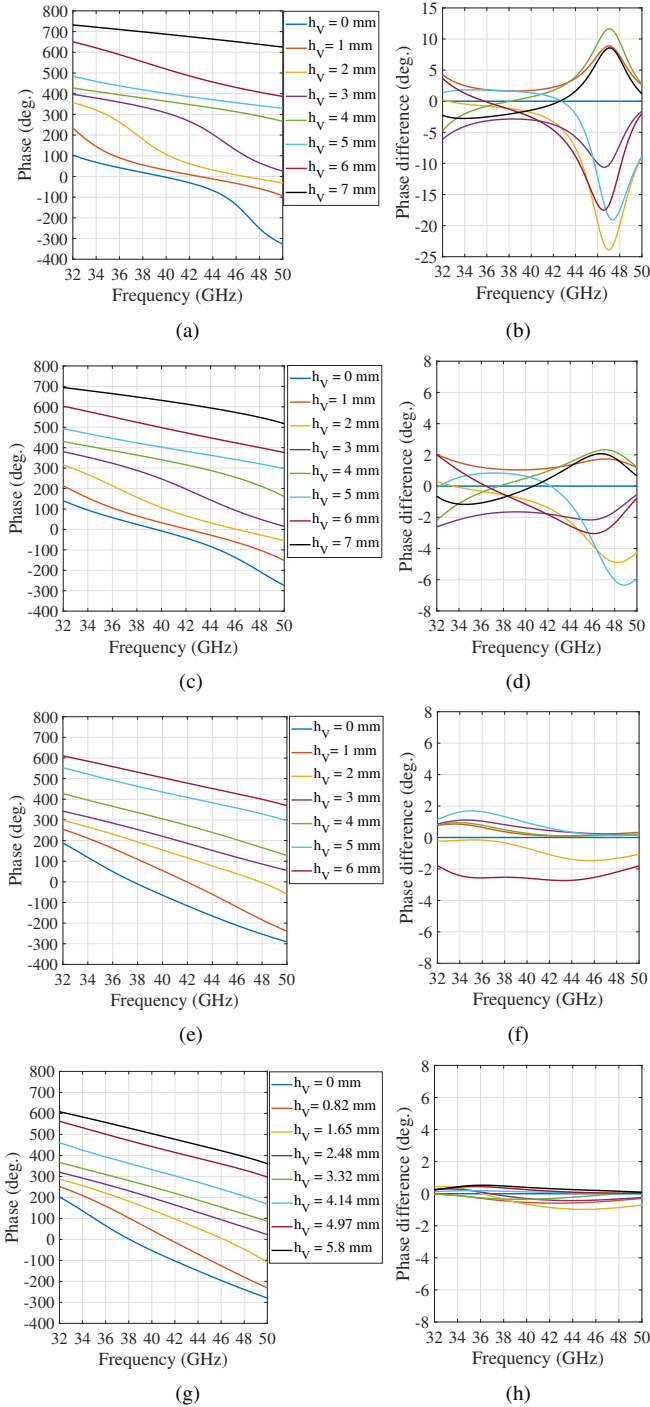 Phase (deg.)
800
700
600
500
400
300
200
100
0
-100
-200
-300
-400
32 34 36 38 40 42 44 46 48 50
Frequency (GHz)
h_V = 0 mm
h_V = 1 mm
h_V = 2 mm
h_V = 3 mm
h_V = 4 mm
h_V = 5 mm
h_V = 6 mm
h_V = 7 mm
(a)
Phase difference (deg.)
15
10
5
0
-5
-10
-15
-20
-25
32 36 40 44 48 50
Frequency (GHz)
(b)
Phase (deg.)
800
700
600
500
400
300
200
100
0
-100
-200
-300
-400
32 34 36 38 40 42 44 46 48 50
Frequency (GHz)
h_V = 0 mm
h_V = 1 mm
h_V = 2 mm
h_V = 3 mm
h_V = 4 mm
h_V = 5 mm
h_V = 6 mm
h_V = 7 mm
(c)
Phase difference (deg.)
8
6
4
2
0
-2
-4
-6
-8
32 34 36 38 40 42 44 46 48 50
Frequency (GHz)
(d)
Phase (deg.)
800
700
600
500
400
300
200
100
0
-100
-200
-300
-400
32 34 36 38 40 42 44 46 48 50
Frequency (GHz)
h_V = 0 mm
h_V = 1 mm
h_V = 2 mm
h_V = 3 mm
h_V = 4 mm
h_V = 5 mm
h_V = 6 mm
(e)
Phase difference (deg.)
8
6
4
2
0
-2
-4
-6
-8
32 34 36 38 40 42 44 46 48 50
Frequency (GHz)
(f)
Phase (deg.)
800
700
600
500
400
300
200
100
0
-100
-200
-300
-400
32 34 36 38 40 42 44 46 48 50
Frequency (GHz)
h_V = 0 mm
h_V = 0.82 mm
h_V = 1.65 mm
h_V = 2.48 mm
h_V = 3.32 mm
h_V = 4.14 mm
h_V = 4.97 mm
h_V = 5.8 mm
(g)
Phase difference (deg.)
8
6
4
2
0
-2
-4
-6
-8
32 34 36 38 40 42 44 46 48 50
Frequency (GHz)
(h)